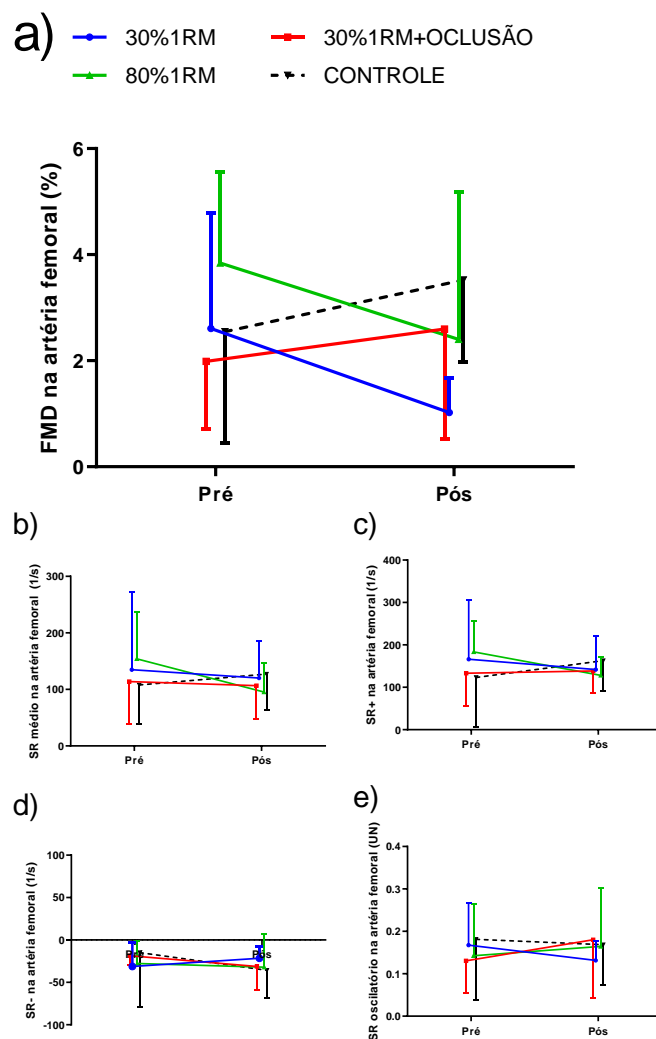 a)
30%1RM
30%1RM+OCLUSÃO
80%1RM
CONTROLE
FMD na artéria femoral (%)
6
4
2
0
Pré
Pós
b)
SR médio na artéria femoral (1/s)
300
200
100
0
Pré
Pós
c)
SR+ na artéria femoral (1/s)
400
300
200
100
0
Pré
Pós
d)
SR- na artéria femoral (1/s)
100
50
0
-50
-100
Pré
Pós
e)
SR oscilatório na artéria femoral (UN)
0.4
0.3
0.2
0.1
0.0
Pré
Pós